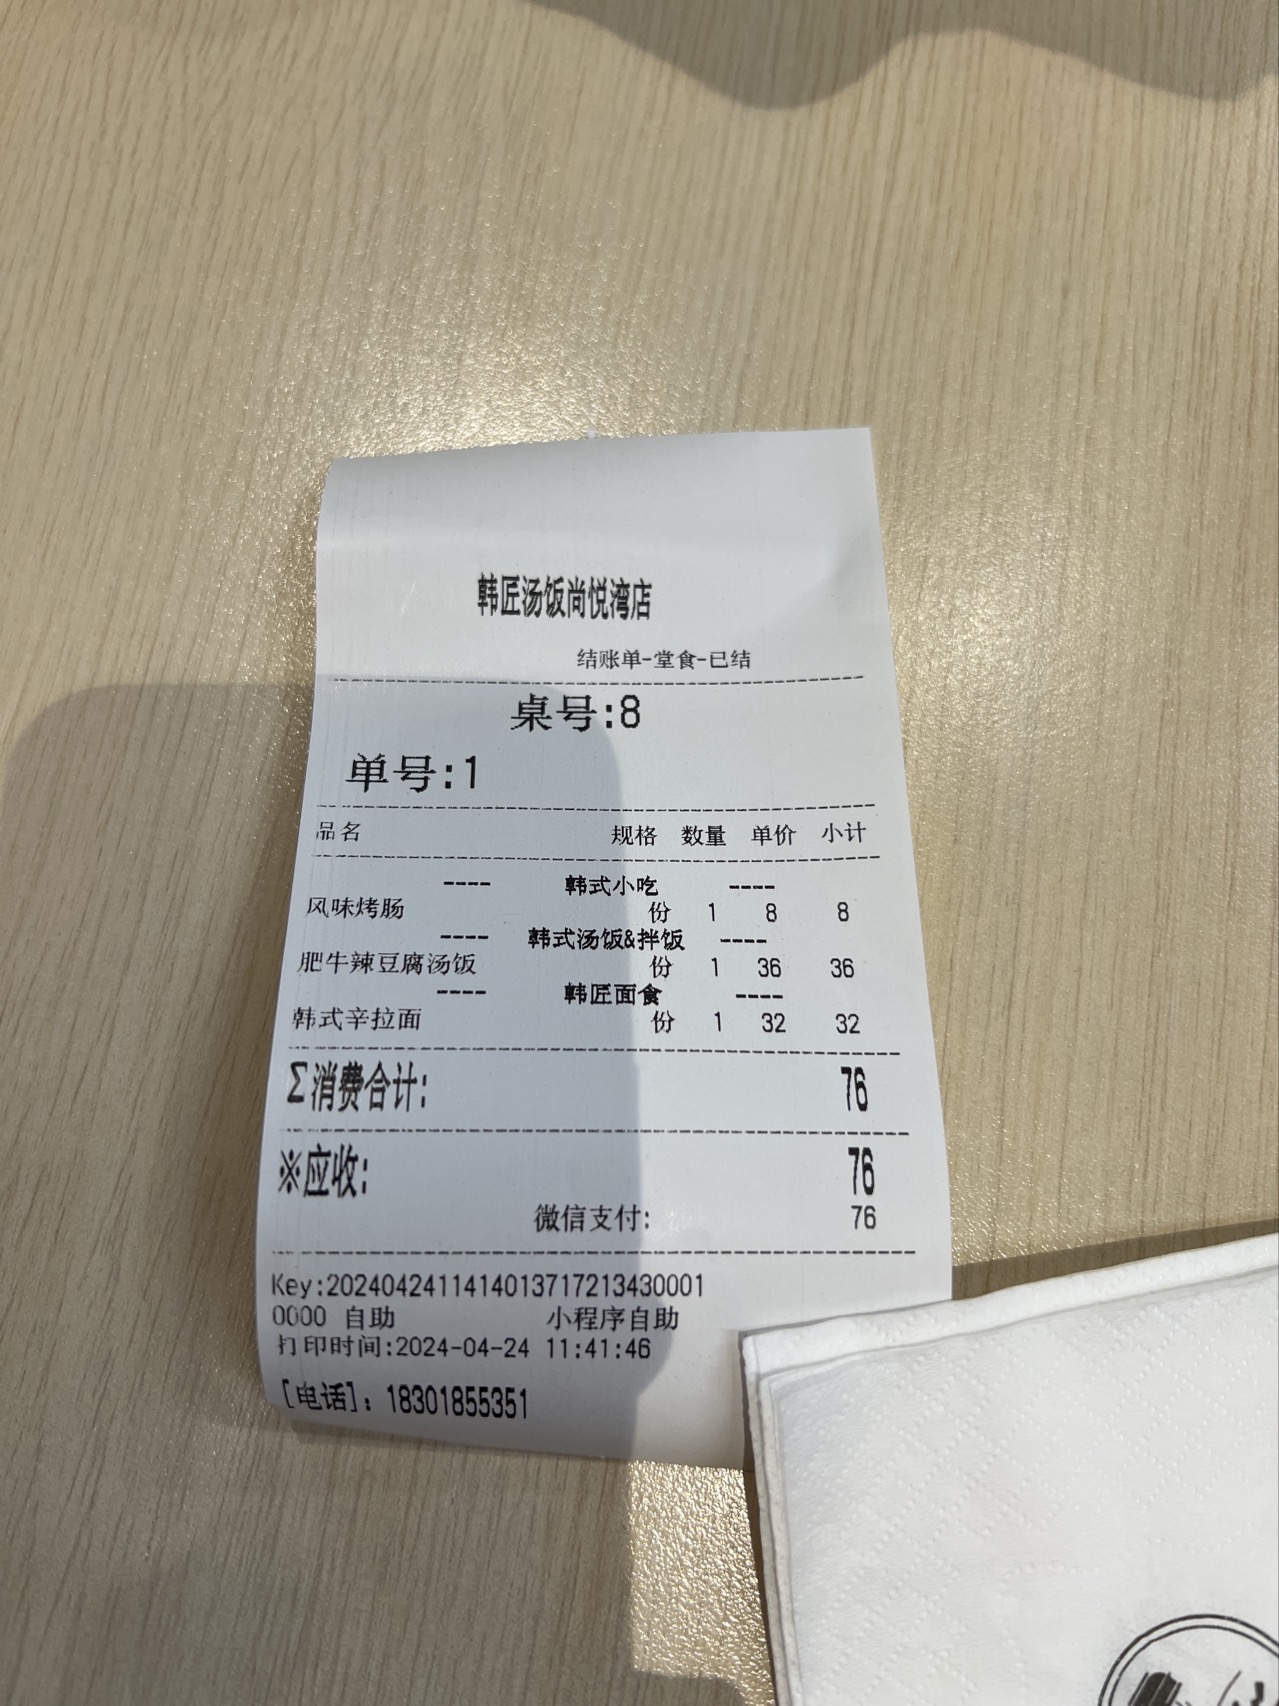 韩匠汤饭尚悦湾店
结账单-堂食-已结
桌号:8
单号:1
品名 规格 数量 单价 小计
---- 韩式小吃 ----
风味烤肠 份 1 8 8
---- 韩式汤饭&拌饭 ----
肥牛辣豆腐汤饭 份 1 36 36
---- 韩匠面食 ----
韩式辛拉面 份 1 32 32
Σ消费合计: 76
※应收: 76
微信支付: 76
Key:2024042411414013717213430001
0000 自助 小程序自助
打印时间:2024-04-24 11:41:46
[电话]: 18301855351